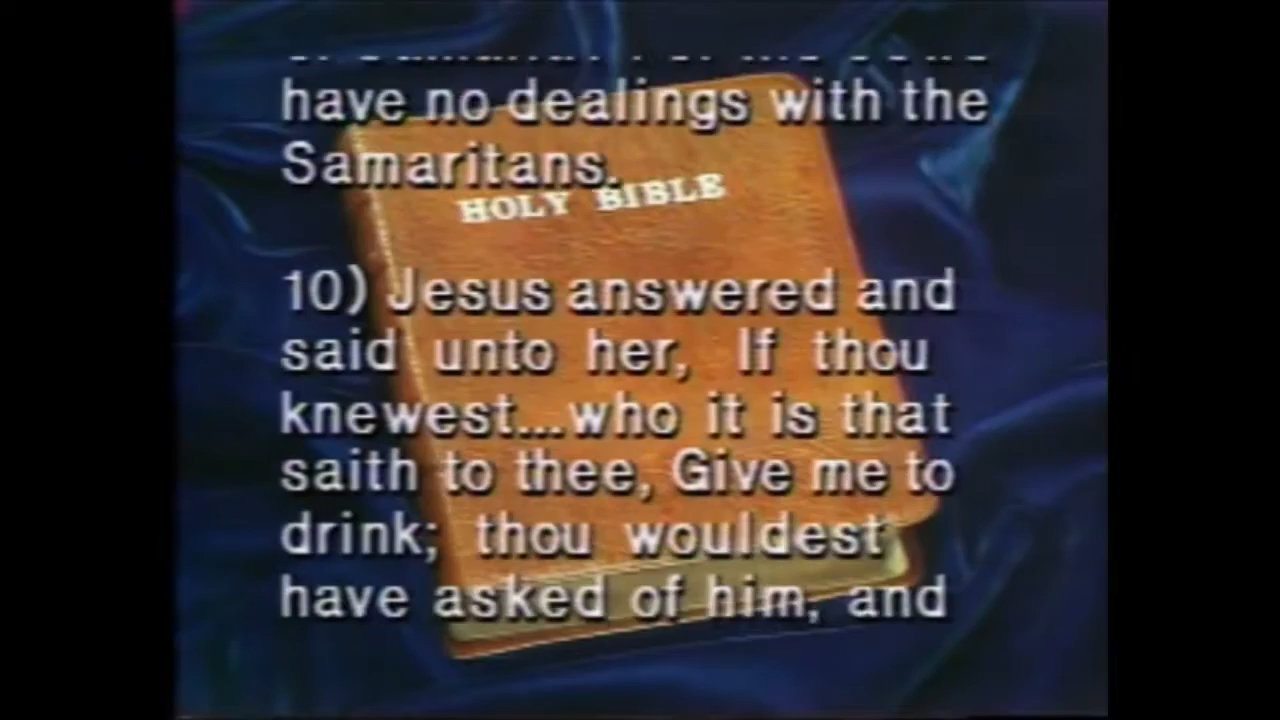 have no dealings with the
Samaritans.
HOLY BIBLE
10) Jesus answered and
said unto her, If thou
knewest...who it is that
saith to thee, Give me to
drink; thou wouldest
have asked of him, and